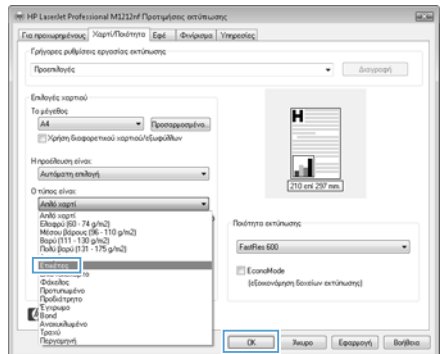 HP LaserJet Professional M1212nf Προτιμήσεις εκτύπωσης
Για προχωρημένους Χαρτί/Ποιότητα Εφέ Φινίρισμα Υπηρεσίες
Γρήγορες ρυθμίσεις εργασίας εκτύπωσης
Προεπιλογές
Διαγραφή
Επιλογές χαρτιού
Το μέγεθος
A4
Προσαρμοσμένο...
Χρήση διαφορετικού χαρτιού/εξωφύλλων
Η προέλευση είναι:
Αυτόματη επιλογή
Ο τύπος είναι:
Απλό χαρτί
Απλό χαρτί
Ελαφρύ (60 - 74 g/m2)
Μέσου βάρους (96 - 110 g/m2)
Βαρύ (111 - 130 g/m2)
Πολύ βαρύ (131 - 175 g/m2)
Ετικέτες
Φάκελος
Προτυπωμένο
Προδιάτρητο
Έγχρωμο
Bond
Ανακυκλωμένο
Τραχύ
Περγαμηνή
H
210 επί 297 mm.
Ποιότητα εκτύπωσης
FastRes 600
EconoMode
(εξοικονόμηση δοχείων εκτύπωσης)
OK
Άκυρο
Εφαρμογή
Βοήθεια